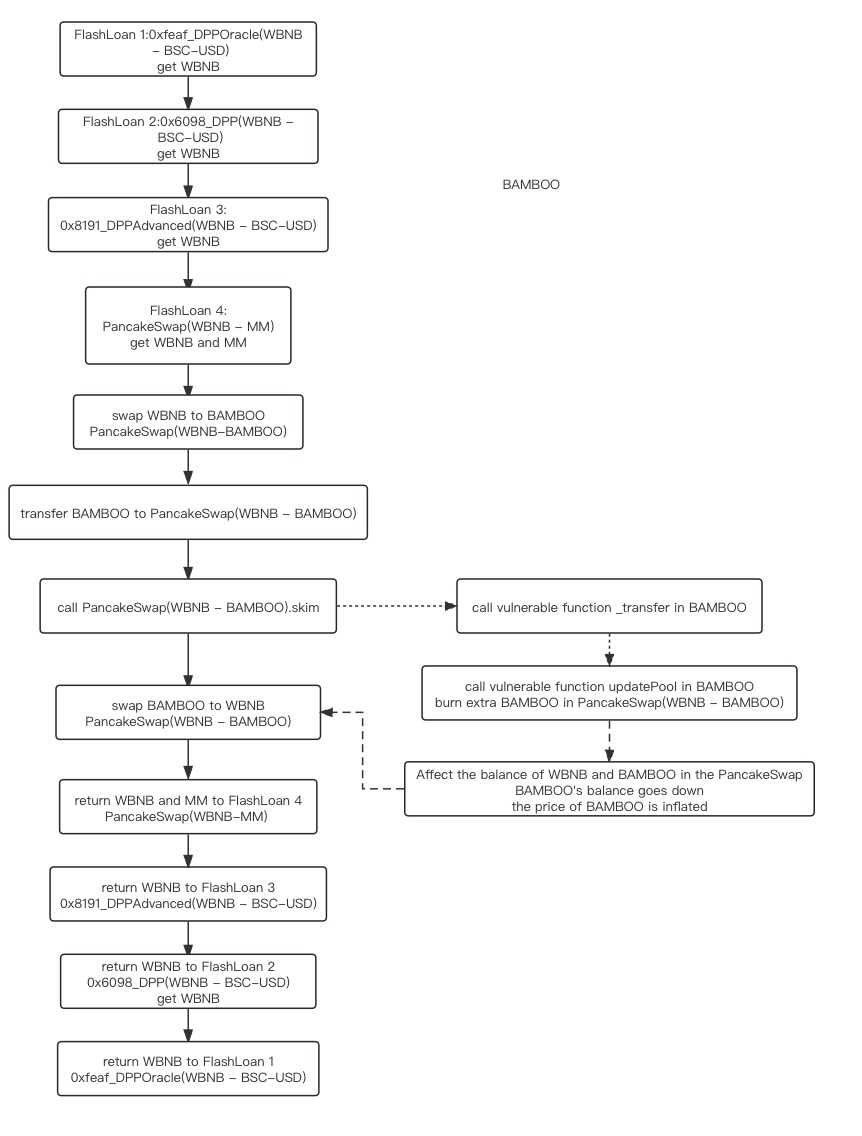 FlashLoan 1:0xfeaf_DPPOracle(WBNB
– BSC–USD)
get WBNB
FlashLoan 2:0x6098_DPP(WBNB –
BSC–USD)
get WBNB
BAMBOO
FlashLoan 3:
0x8191_DPPAdvanced(WBNB – BSC–USD)
get WBNB
FlashLoan 4:
PancakeSwap(WBNB – MM)
get WBNB and MM
swap WBNB to BAMBOO
PancakeSwap(WBNB–BAMBOO)
transfer BAMBOO to PancakeSwap(WBNB – BAMBOO)
call PancakeSwap(WBNB – BAMBOO).skim
call vulnerable function _transfer in BAMBOO
call vulnerable function updatePool in BAMBOO
burn extra BAMBOO in PancakeSwap(WBNB – BAMBOO)
swap BAMBOO to WBNB
PancakeSwap(WBNB – BAMBOO)
Affect the balance of WBNB and BAMBOO in the PancakeSwap
BAMBOO's balance goes down
the price of BAMBOO is inflated
return WBNB and MM to FlashLoan 4
PancakeSwap(WBNB–MM)
return WBNB to FlashLoan 3
0x8191_DPPAdvanced(WBNB – BSC–USD)
return WBNB to FlashLoan 2
0x6098_DPP(WBNB – BSC–USD)
get WBNB
return WBNB to FlashLoan 1
0xfeaf_DPPOracle(WBNB – BSC–USD)